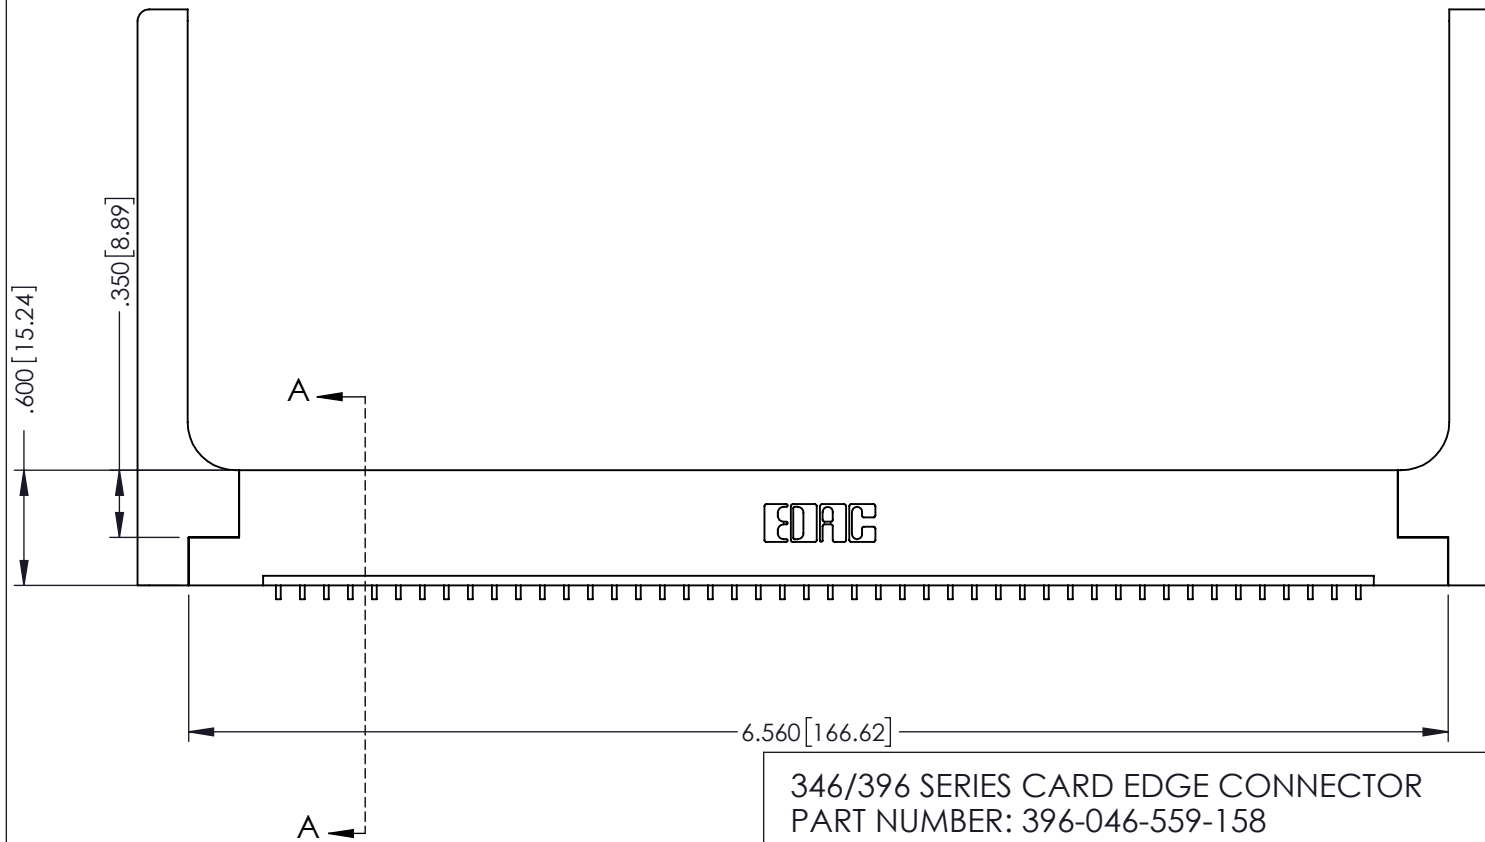 .350[8.89]
.600[15.24]
A
EDAC
6.560[166.62]
346/396 SERIES CARD EDGE CONNECTOR
PART NUMBER: 396-046-559-158
A